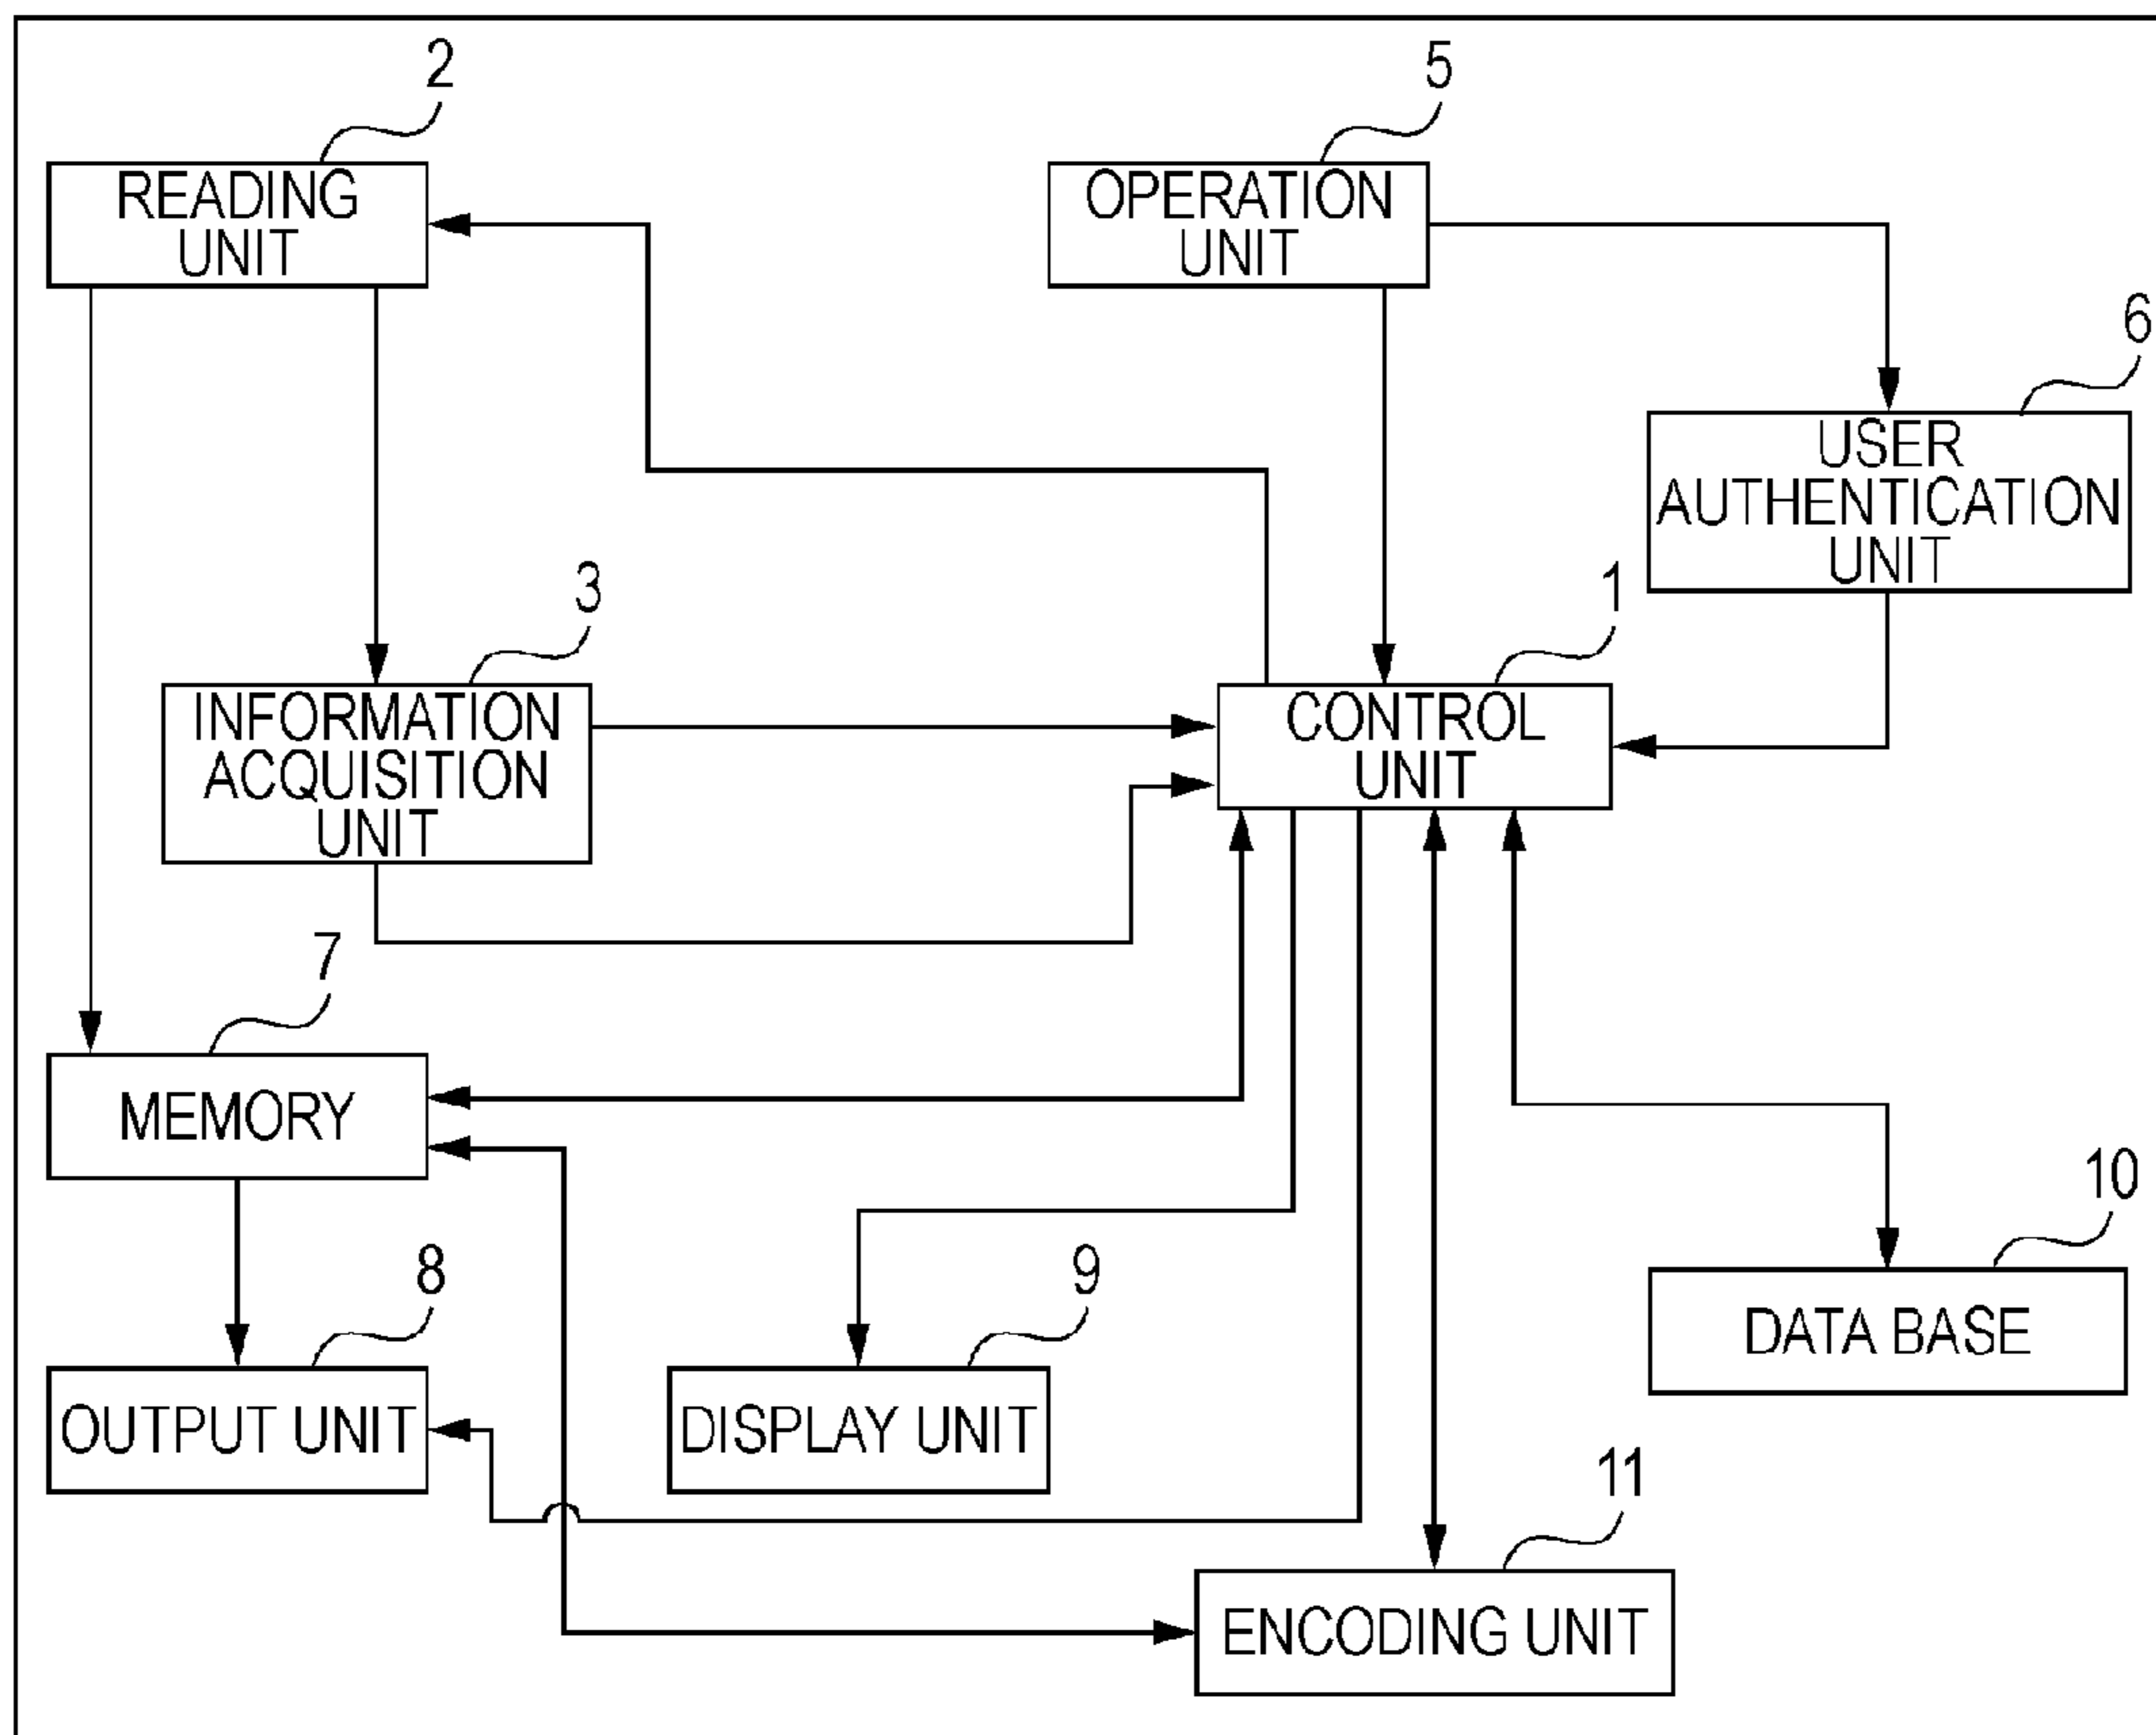 2
5
READING
UNIT
OPERATION
UNIT
6
USER
AUTHENTICATION
UNIT
3
1
INFORMATION
ACQUISITION
UNIT
CONTROL
UNIT
7
MEMORY
10
8
9
DATA BASE
OUTPUT UNIT
DISPLAY UNIT
11
ENCODING UNIT